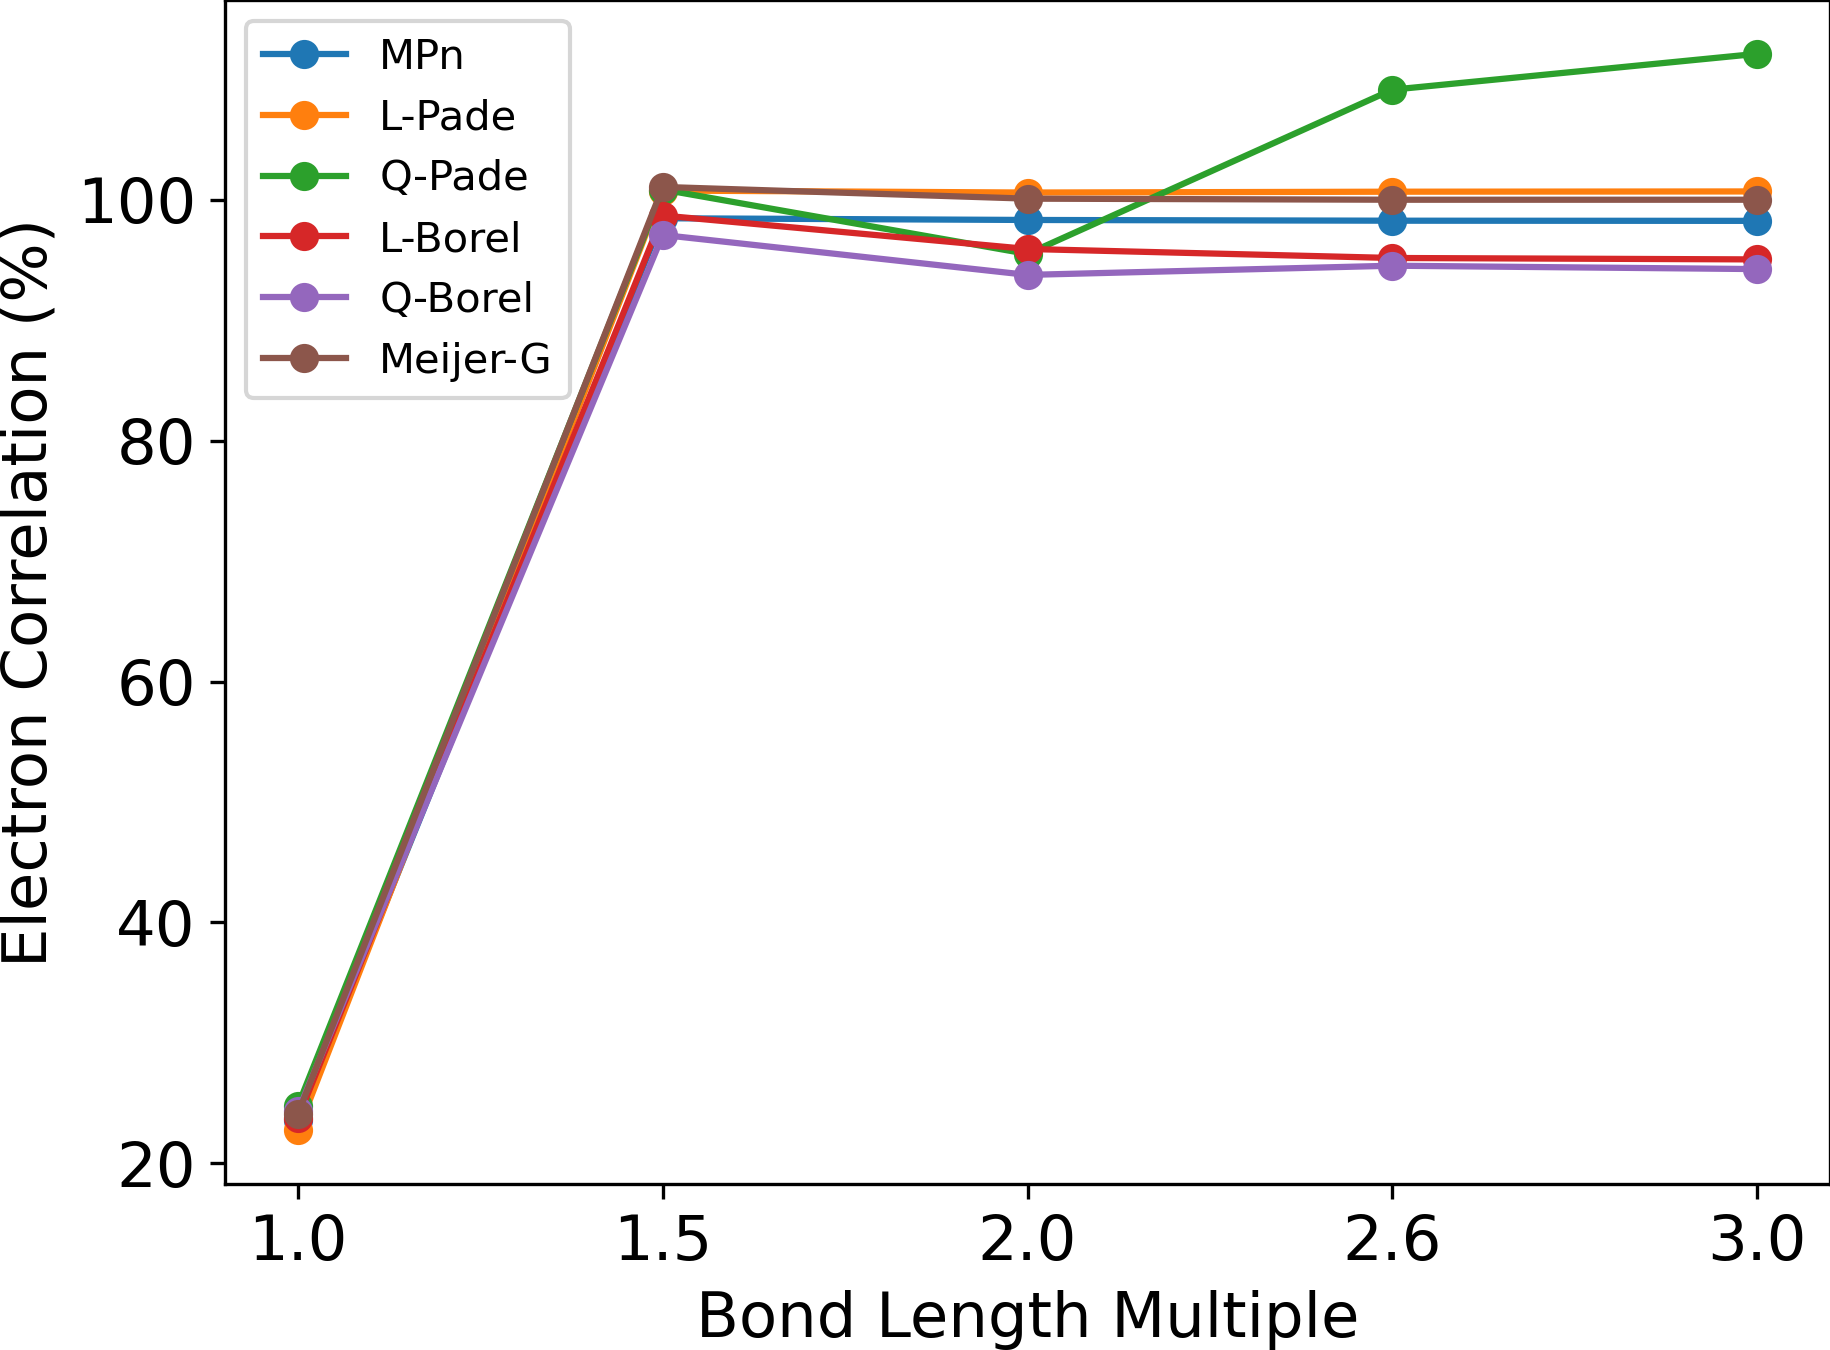 MPn
L-Pade
Q-Pade
L-Borel
Q-Borel
Meijer-G
Electron Correlation (%)
100
80
60
40
20
1.0 1.5 2.0 2.6 3.0
Bond Length Multiple